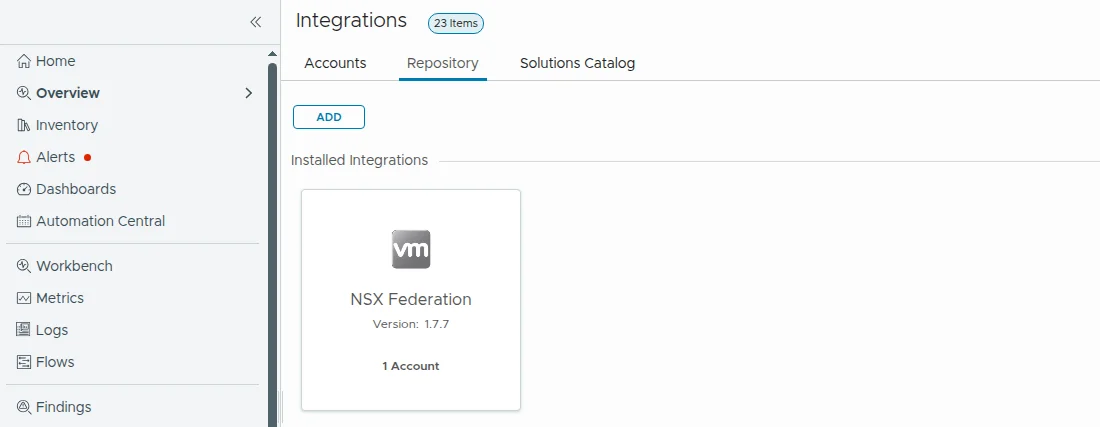 Integrations
23 Items
Home
Overview
Inventory
Alerts
Dashboards
Automation Central
Workbench
Metrics
Logs
Flows
Findings
Accounts
Repository
Solutions Catalog
ADD
Installed Integrations
vm
NSX Federation
Version: 1.7.7
1 Account